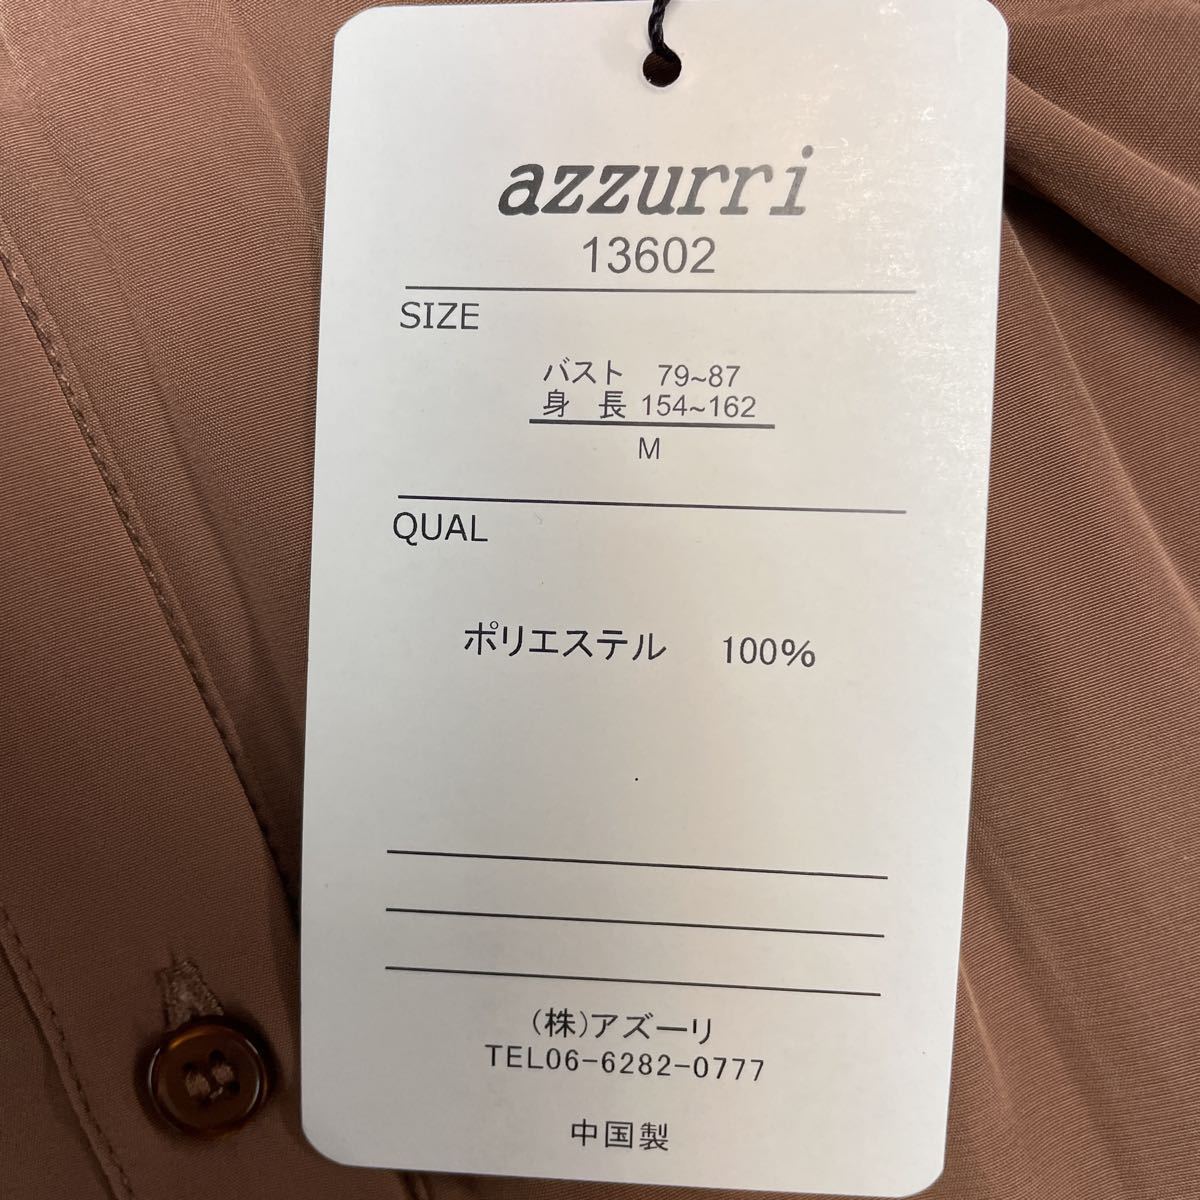 azzurri
13602
SIZE
バスト 79~87
身 長 154~162
M
QUAL
ポリエステル 100%
(株)アズーリ
TEL06-6282-0777
中国製